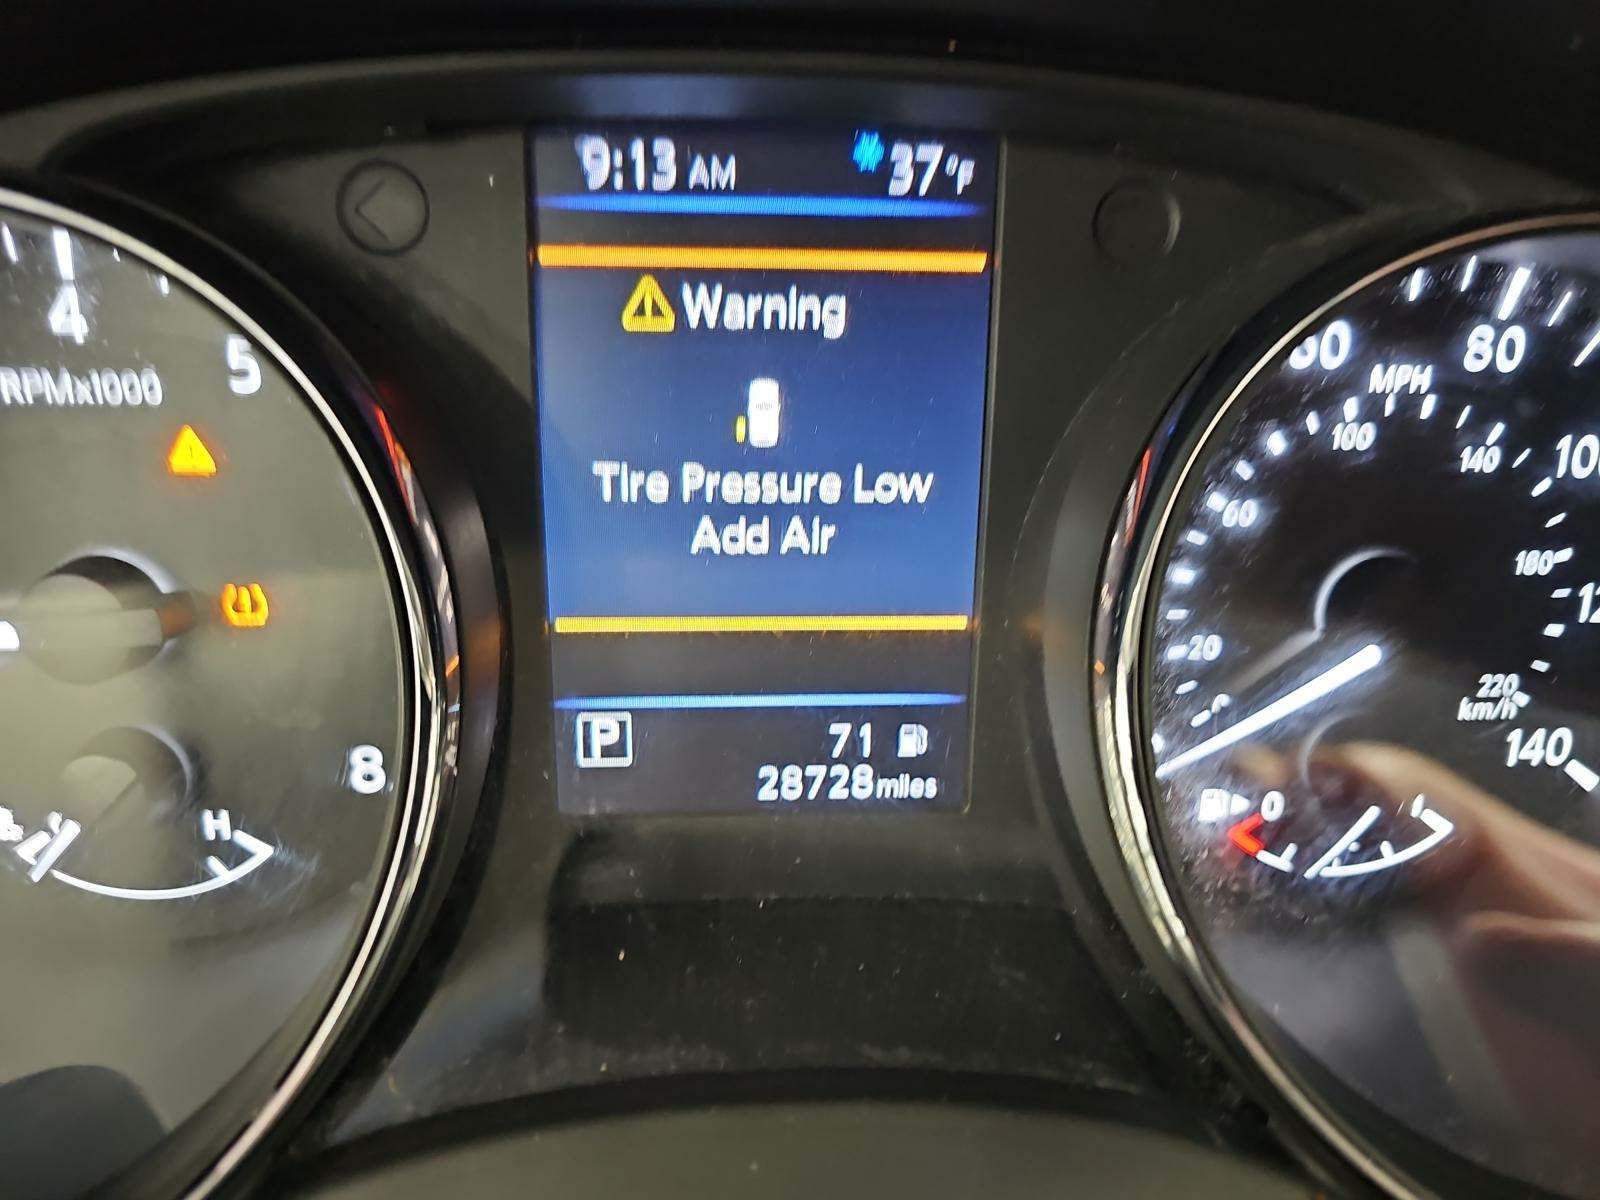 9:13 AM
37°F
Warning
Tire Pressure Low
Add Air
P
71
28728 miles
4
5
RPMx1000
8
H
60
80
MPH
100
140
60
180
20
220
km/h
140
0